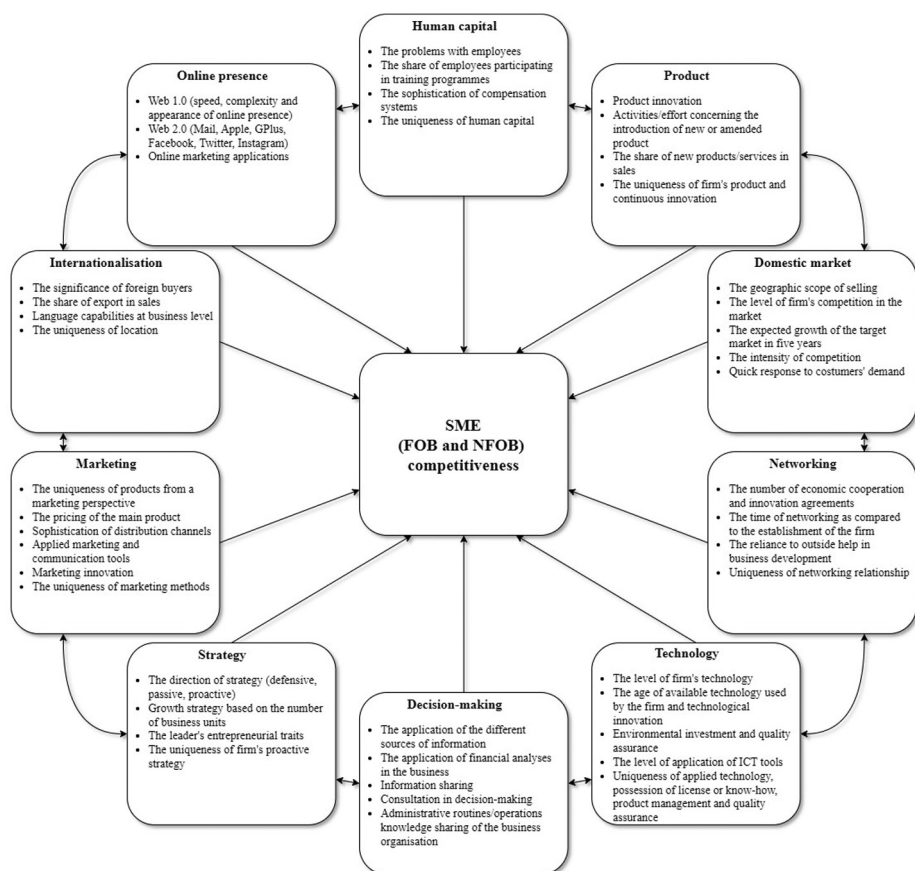 Human capital
• The problems with employees
• The share of employees participating
in training programmes
• The sophistication of compensation
systems
• The uniqueness of human capital
Online presence
• Web 1.0 (speed, complexity and
appearance of online presence)
• Web 2.0 (Mail, Apple, GPlus,
Facebook, Twitter, Instagram)
• Online marketing applications
Product
• Product innovation
• Activities/effort concerning the
introduction of new or amended
product
• The share of new products/services in
sales
• The uniqueness of firm's product and
continuous innovation
Internationalisation
• The significance of foreign buyers
• The share of export in sales
• Language capabilities at business level
• The uniqueness of location
Domestic market
• The geographic scope of selling
• The level of firm's competition in the
market
• The expected growth of the target
market in five years
• The intensity of competition
• Quick response to costumers' demand
SME
(FOB and NFOB)
competitiveness
Marketing
• The uniqueness of products from a
marketing perspective
• The pricing of the main product
• Sophistication of distribution channels
• Applied marketing and
communication tools
• Marketing innovation
• The uniqueness of marketing methods
Networking
• The number of economic cooperation
and innovation agreements
• The time of networking as compared
to the establishment of the firm
• The reliance to outside help in
business development
• Uniqueness of networking relationship
Strategy
• The direction of strategy (defensive,
passive, proactive)
• Growth strategy based on the number
of business units
• The leader's entrepreneurial traits
• The uniqueness of firm's proactive
strategy
Decision-making
• The application of the different
sources of information
• The application of financial analyses
in the business
• Information sharing
• Consultation in decision-making
• Administrative routines/operations
knowledge sharing of the business
organisation
Technology
• The level of firm's technology
• The age of available technology used
by the firm and technological
innovation
• Environmental investment and quality
assurance
• The level of application of ICT tools
• Uniqueness of applied technology,
possession of license or know-how,
product management and quality
assurance